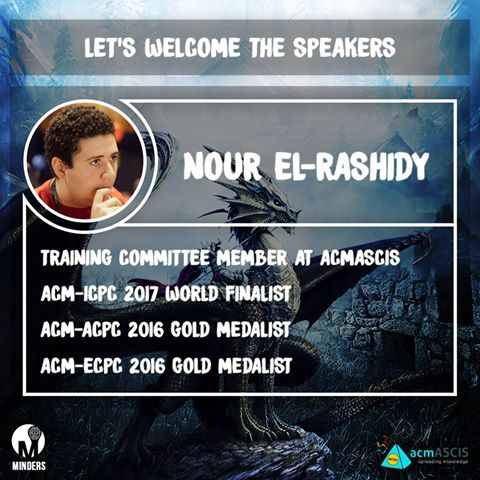 LET'S WELCOME THE SPEAKERS
NOUR EL-RASHIDY
TRAINING COMMITTEE MEMBER AT ACMASCIS
ACM-ICPC 2017 WORLD FINALIST
ACM-ACPC 2016 GOLD MEDALIST
ACM-ECPC 2016 GOLD MEDALIST
M
MINDERS
acmASCIS
spreading knowledge